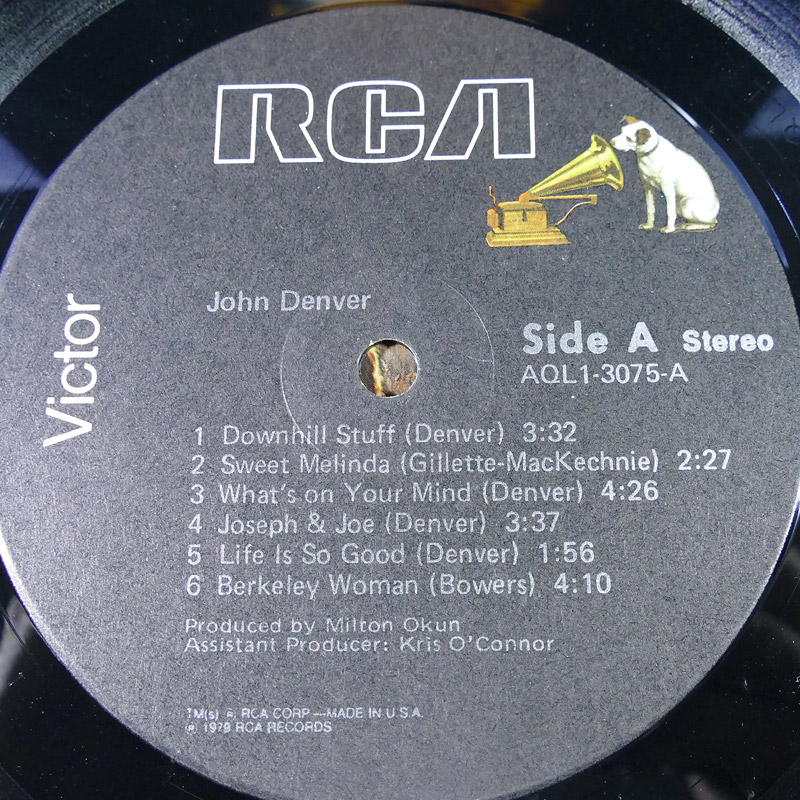 RCA
Victor
John Denver
Side A Stereo
AQL1-3075-A
1 Downhill Stuff (Denver) 3:32
2 Sweet Melinda (Gillette-MacKechnie) 2:27
3 What's on Your Mind (Denver) 4:26
4 Joseph & Joe (Denver) 3:37
5 Life Is So Good (Denver) 1:56
6 Berkeley Woman (Bowers) 4:10
Produced by Milton Okun
Assistant Producer: Kris O'Connor
TM(s) ® RCA CORP—MADE IN U.S.A.
℗ 1978 RCA RECORDS